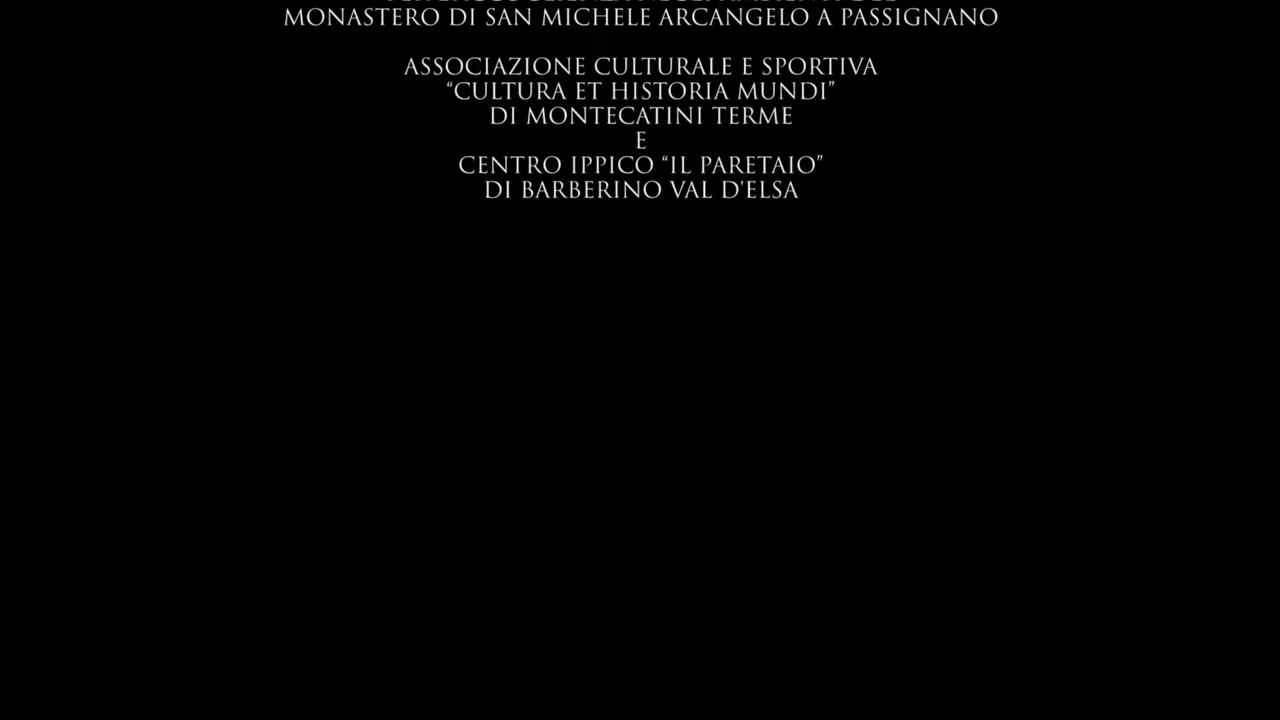 MONASTERO DI SAN MICHELE ARCANGELO A PASSIGNANO
ASSOCIAZIONE CULTURALE E SPORTIVA
“CULTURA ET HISTORIA MUNDI”
DI MONTECATINI TERME
E
CENTRO IPPICO “IL PARETAIO”
DI BARBERINO VAL D'ELSA